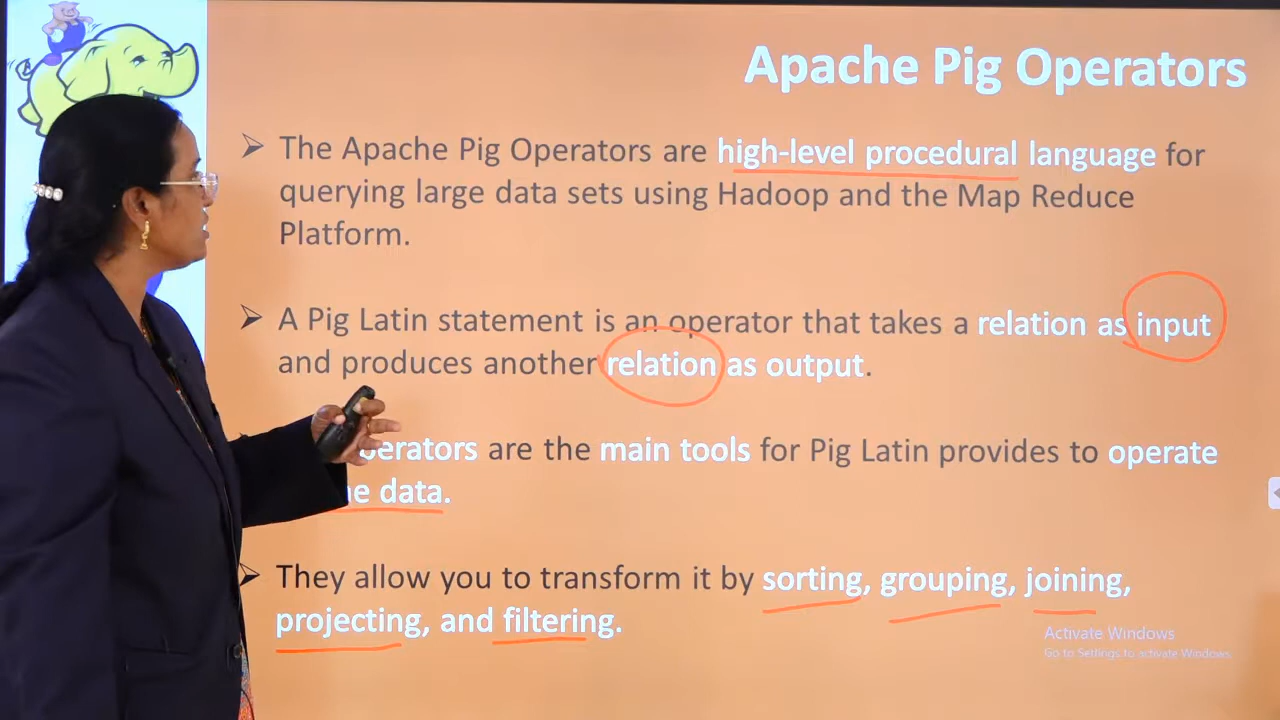 Apache Pig Operators
The Apache Pig Operators are high-level procedural language for
querying large data sets using Hadoop and the Map Reduce
Platform.
A Pig Latin statement is an operator that takes a relation as input
and produces another relation as output.
are the main tools for Pig Latin provides to operate
data.
They allow you to transform it by sorting, grouping, joining,
projecting, and filtering.
Activate Windows
Go to Settings to activate Windows.